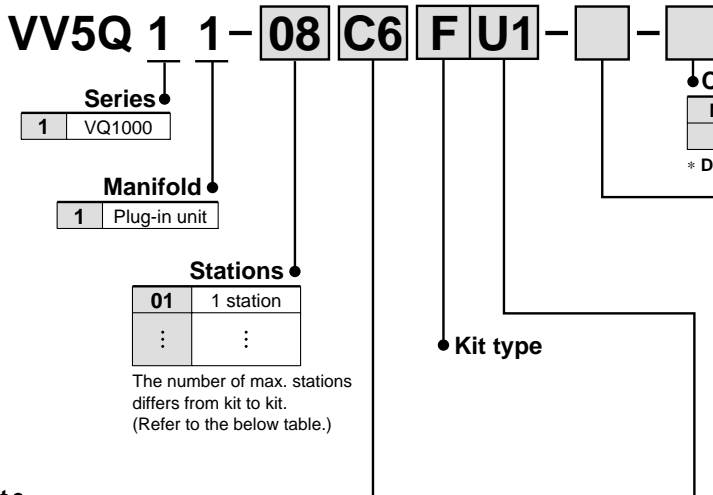 VV5Q 1 1 - 08 C6 F U1 - -
Series
1 VQ1000
Manifold
1 Plug-in unit
Stations
01 1 station
⋮ ⋮
The number of max. stations
differs from kit to kit.
(Refer to the below table.)
Kit type
* D